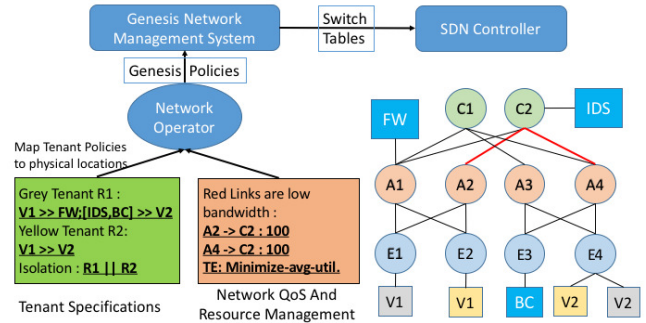 Genesis Network
Management System
Switch
Tables
SDN Controller
Genesis Policies
Network
Operator
Map Tenant Policies
to physical locations
Grey Tenant R1 :
V1 >> FW;[IDS,BC] >> V2
Yellow Tenant R2:
V1 >> V2
Isolation : R1 || R2
Tenant Specifications
Red Links are low
bandwidth :
A2 -> C2 : 100
A4 -> C2 : 100
TE: Minimize-avg-util.
Network QoS And
Resource Management
FW
C1
C2
IDS
A1
A2
A3
A4
E1
E2
E3
E4
V1
V1
BC
V2
V2